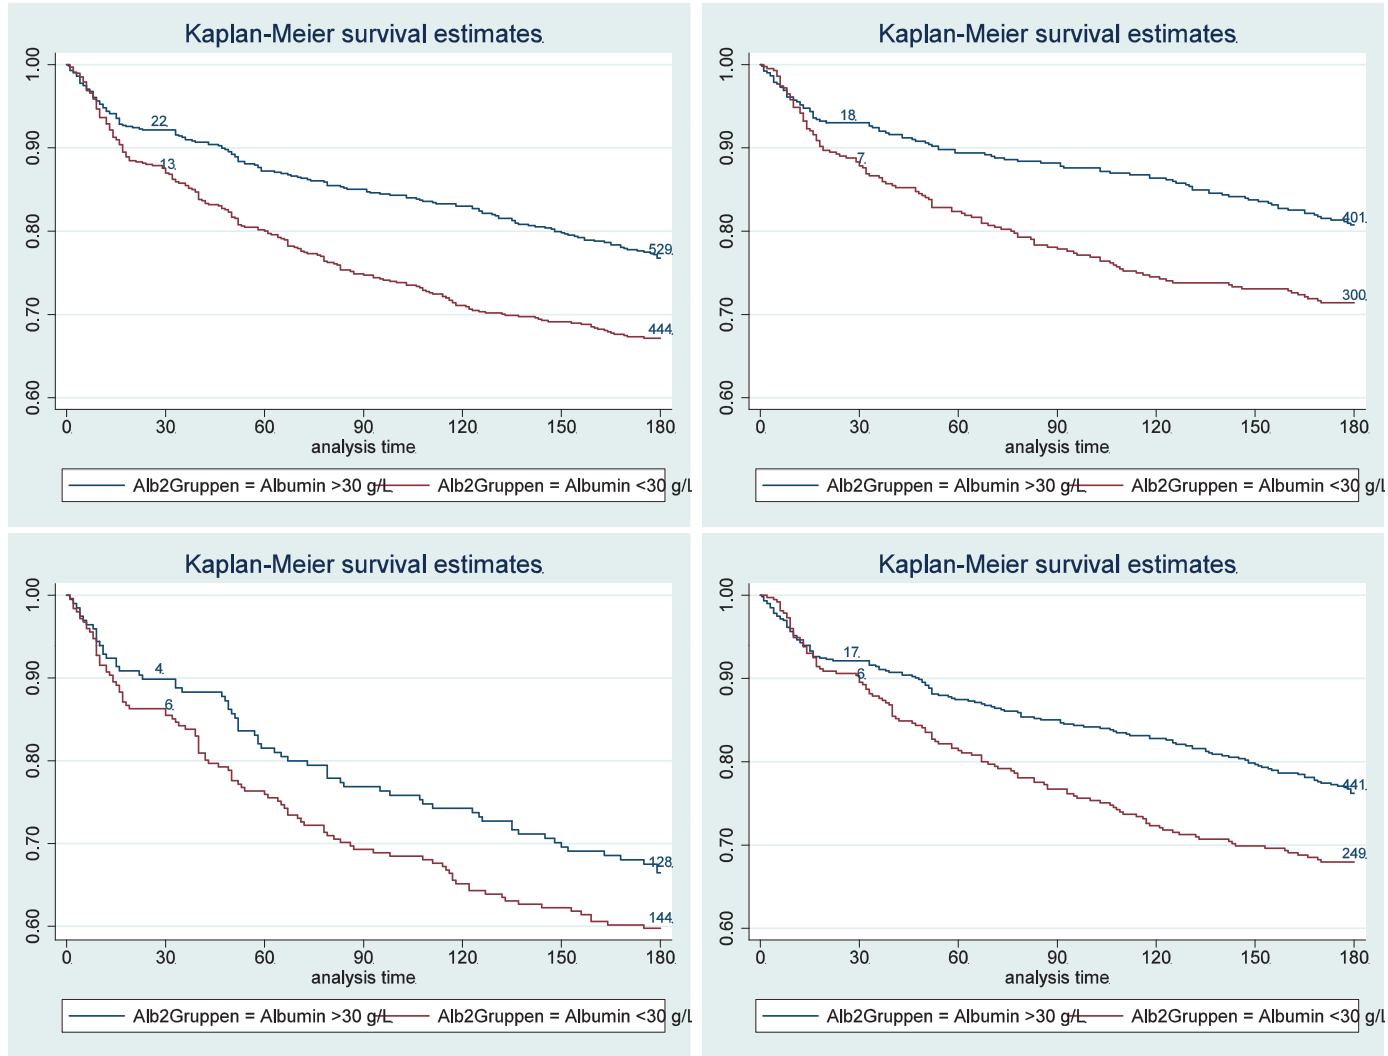 Kaplan-Meier survival estimates
1.00
0.90
0.80
0.70
0.60
22
13
529
444
0 30 60 90 120 150 180
analysis time
Alb2Gruppen = Albumin >30 g/L Alb2Gruppen = Albumin <30 g/L
Kaplan-Meier survival estimates
1.00
0.90
0.80
0.70
0.60
18
7
401
300
0 30 60 90 120 150 180
analysis time
Alb2Gruppen = Albumin >30 g/L Alb2Gruppen = Albumin <30 g/L
Kaplan-Meier survival estimates
1.00
0.90
0.80
0.70
0.60
4
6
128
144
0 30 60 90 120 150 180
analysis time
Alb2Gruppen = Albumin >30 g/L Alb2Gruppen = Albumin <30 g/L
Kaplan-Meier survival estimates
1.00
0.90
0.80
0.70
0.60
17
6
441
249
0 30 60 90 120 150 180
analysis time
Alb2Gruppen = Albumin >30 g/L Alb2Gruppen = Albumin <30 g/L